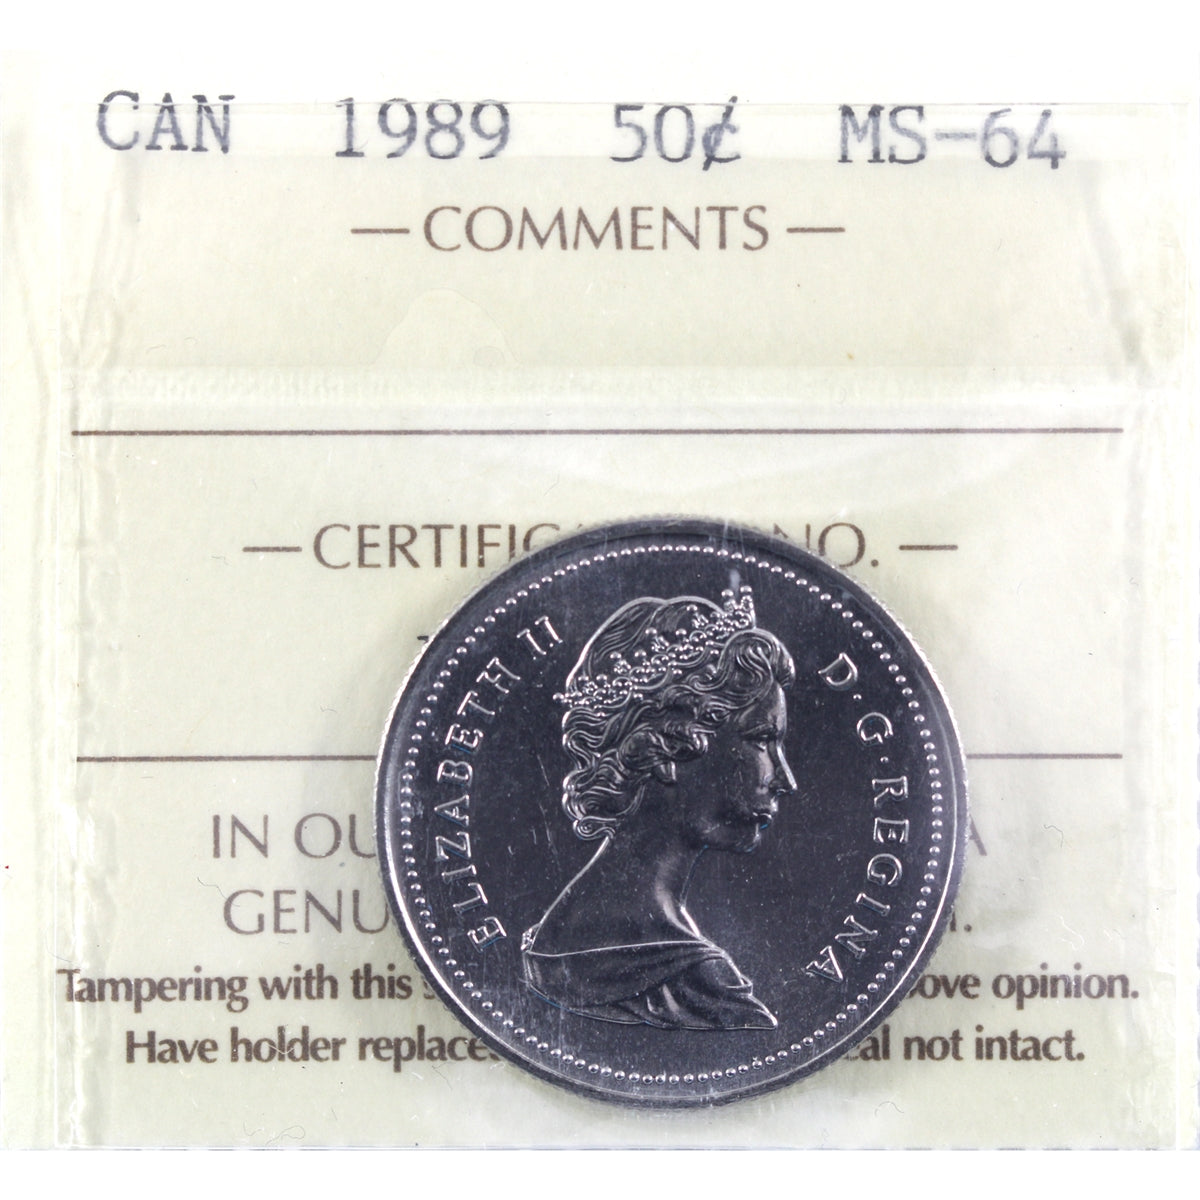 CAN 1989 50¢ MS-64
— COMMENTS —
— CERTIFIC NO. —
ELIZABETH II D·G·REGINA
IN OU A
GENU .
Tampering with this ove opinion.
Have holder replace al not intact.